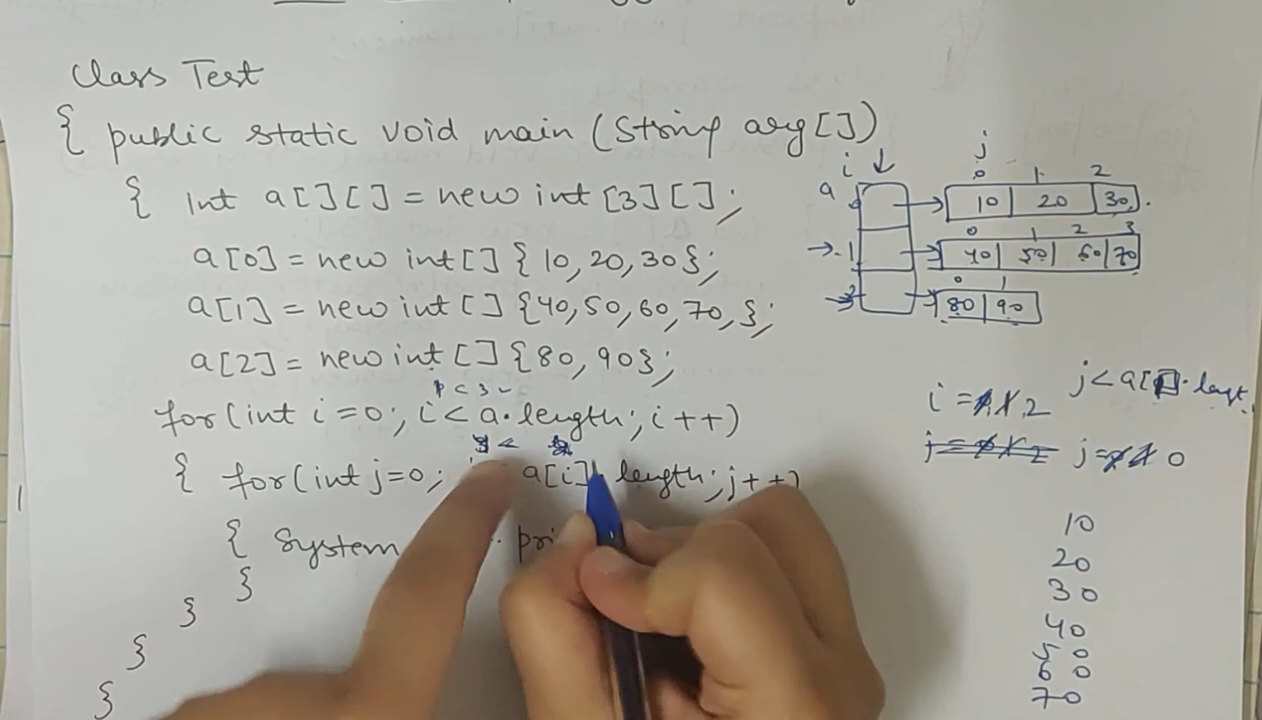 class Test
{ public static void main (String arg[])
{ int a[][] = new int [3][];
a[0] = new int[] {10,20,30};
a[1] = new int [] {40,50,60,70,};
a[2] = new int []{80, 90};
1 < 3
for(int i=0; i< a.length; i++)
{ for(int j=0; a[i] length; j++)
{ System
}
}
}
}
i
j
a
0 1 2
10 20 30
0 1 2 3
1 40 50 60 70
0 1
2 80 90
j<a[
i = 2
j = 0
10
20
30
40
50
60
70